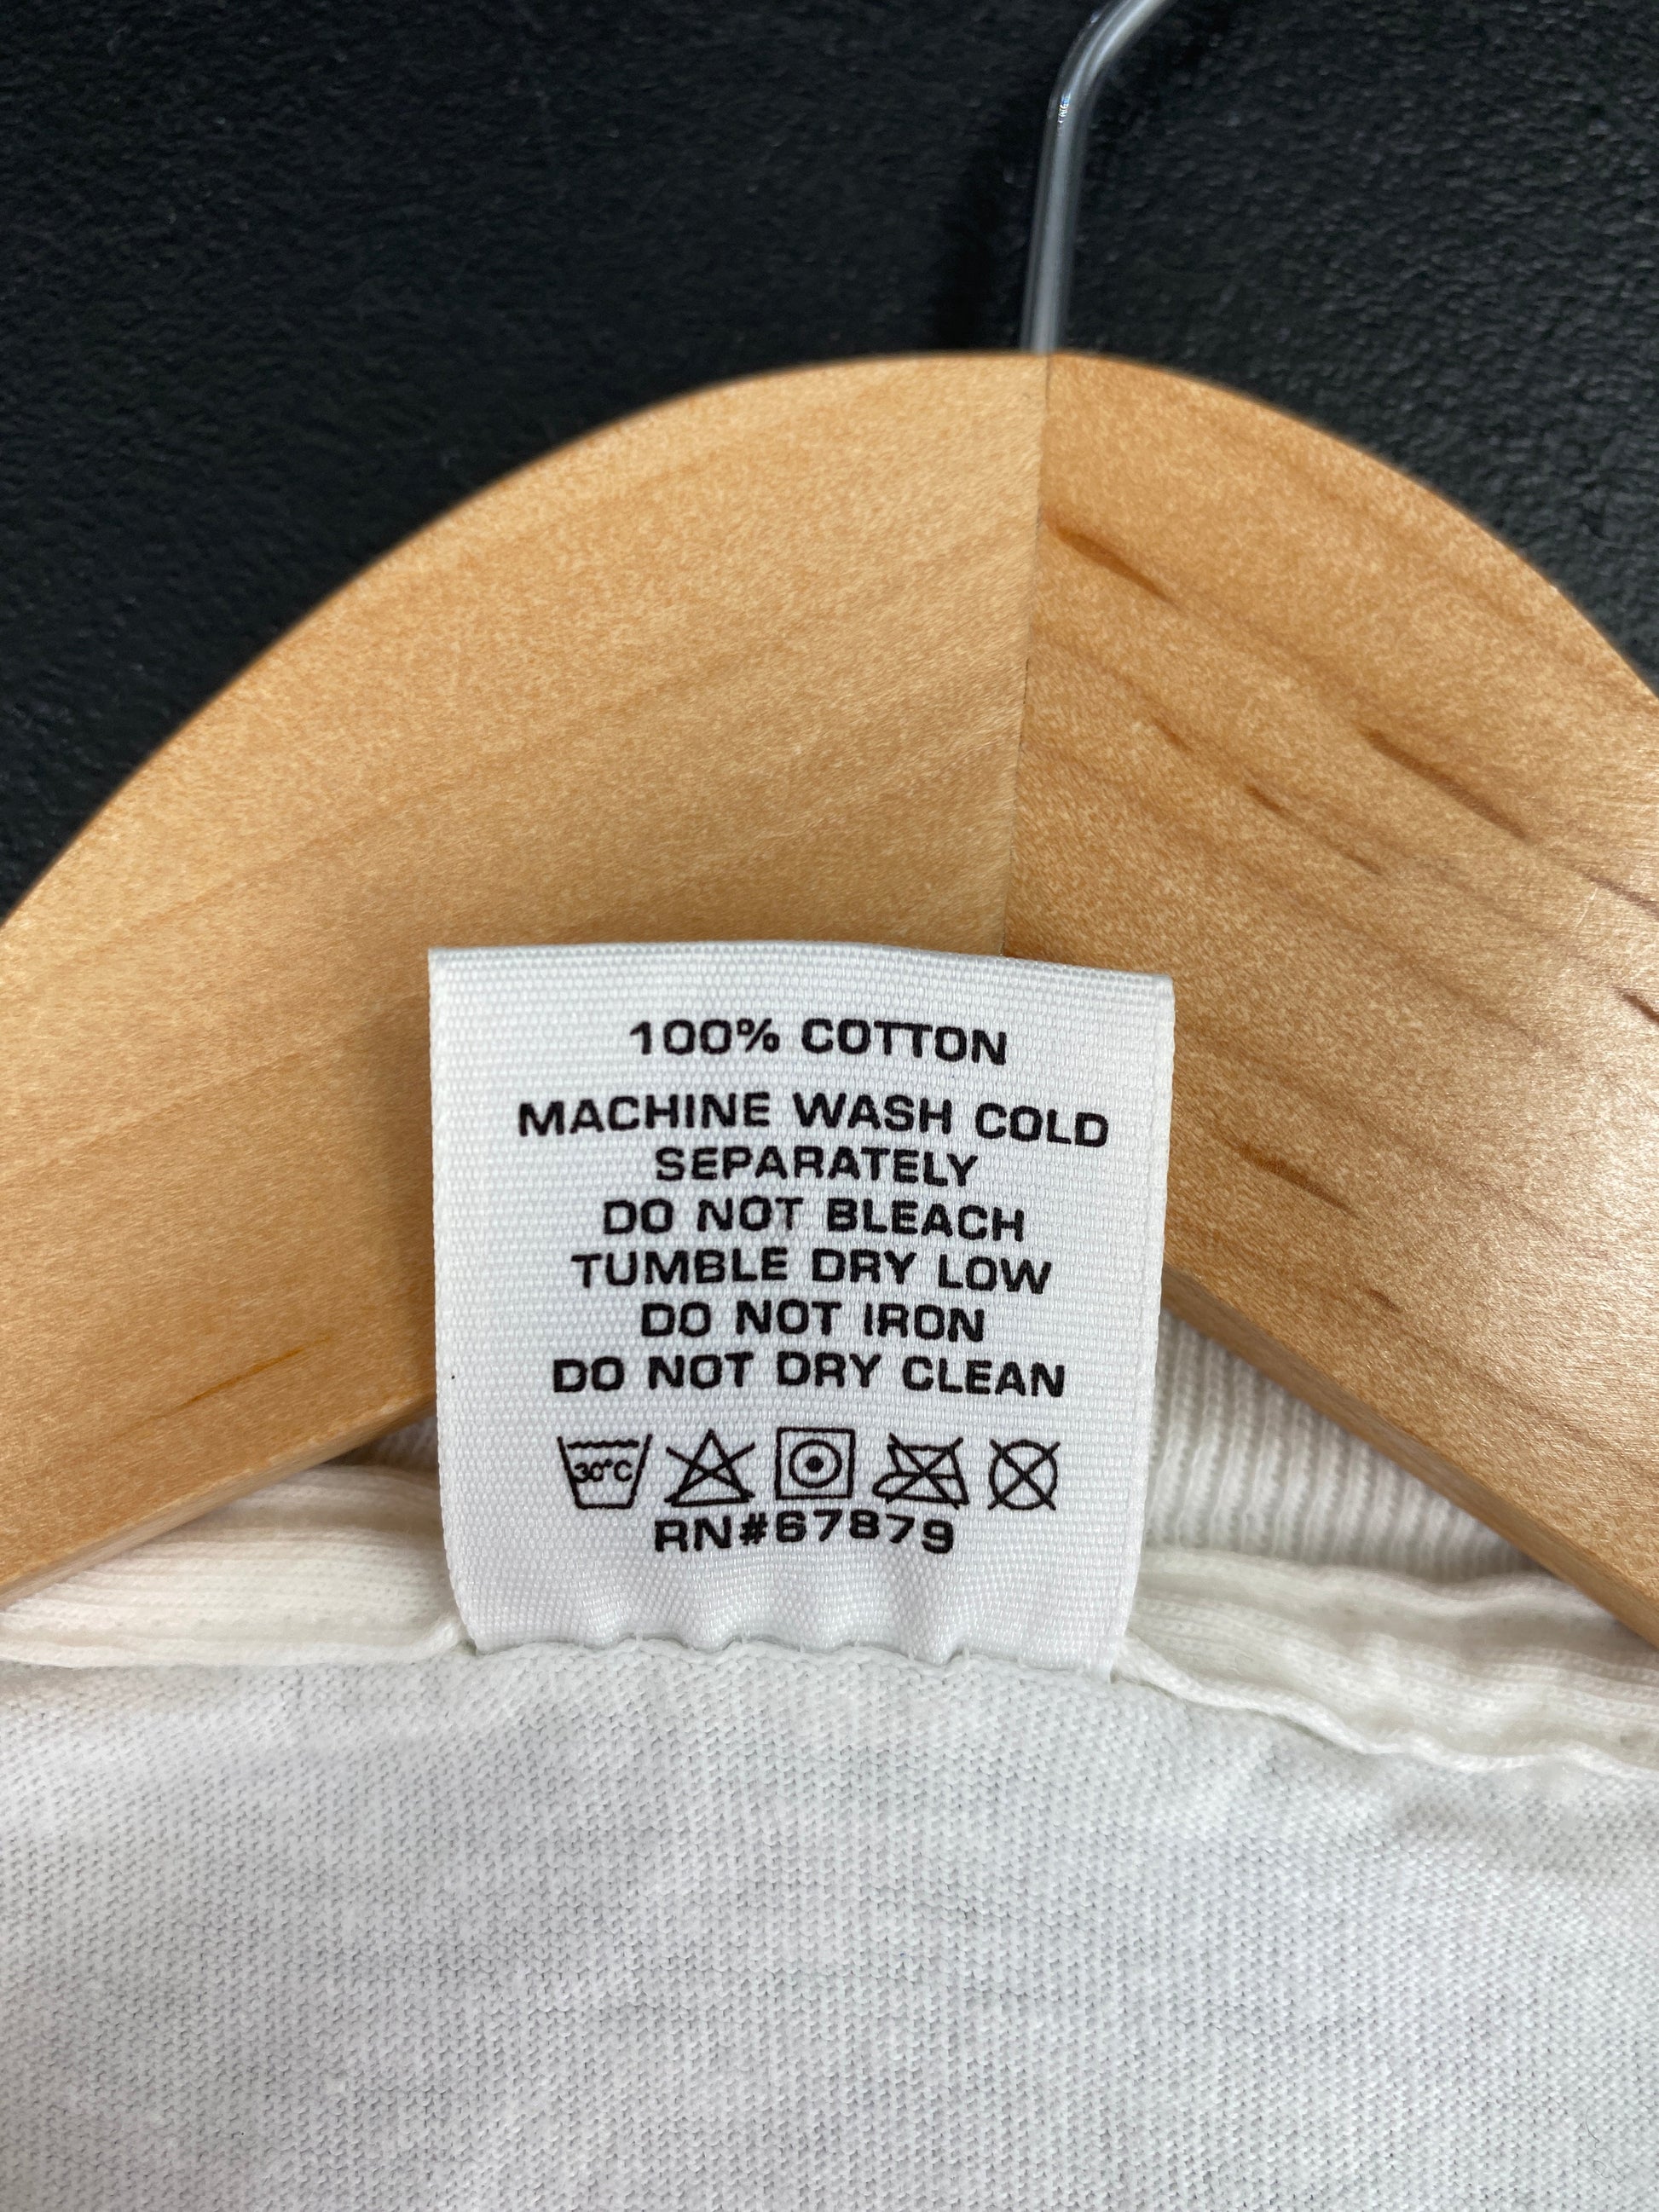 100% COTTON
MACHINE WASH COLD
SEPARATELY
DO NOT BLEACH
TUMBLE DRY LOW
DO NOT IRON
DO NOT DRY CLEAN
30°C
RN#67879